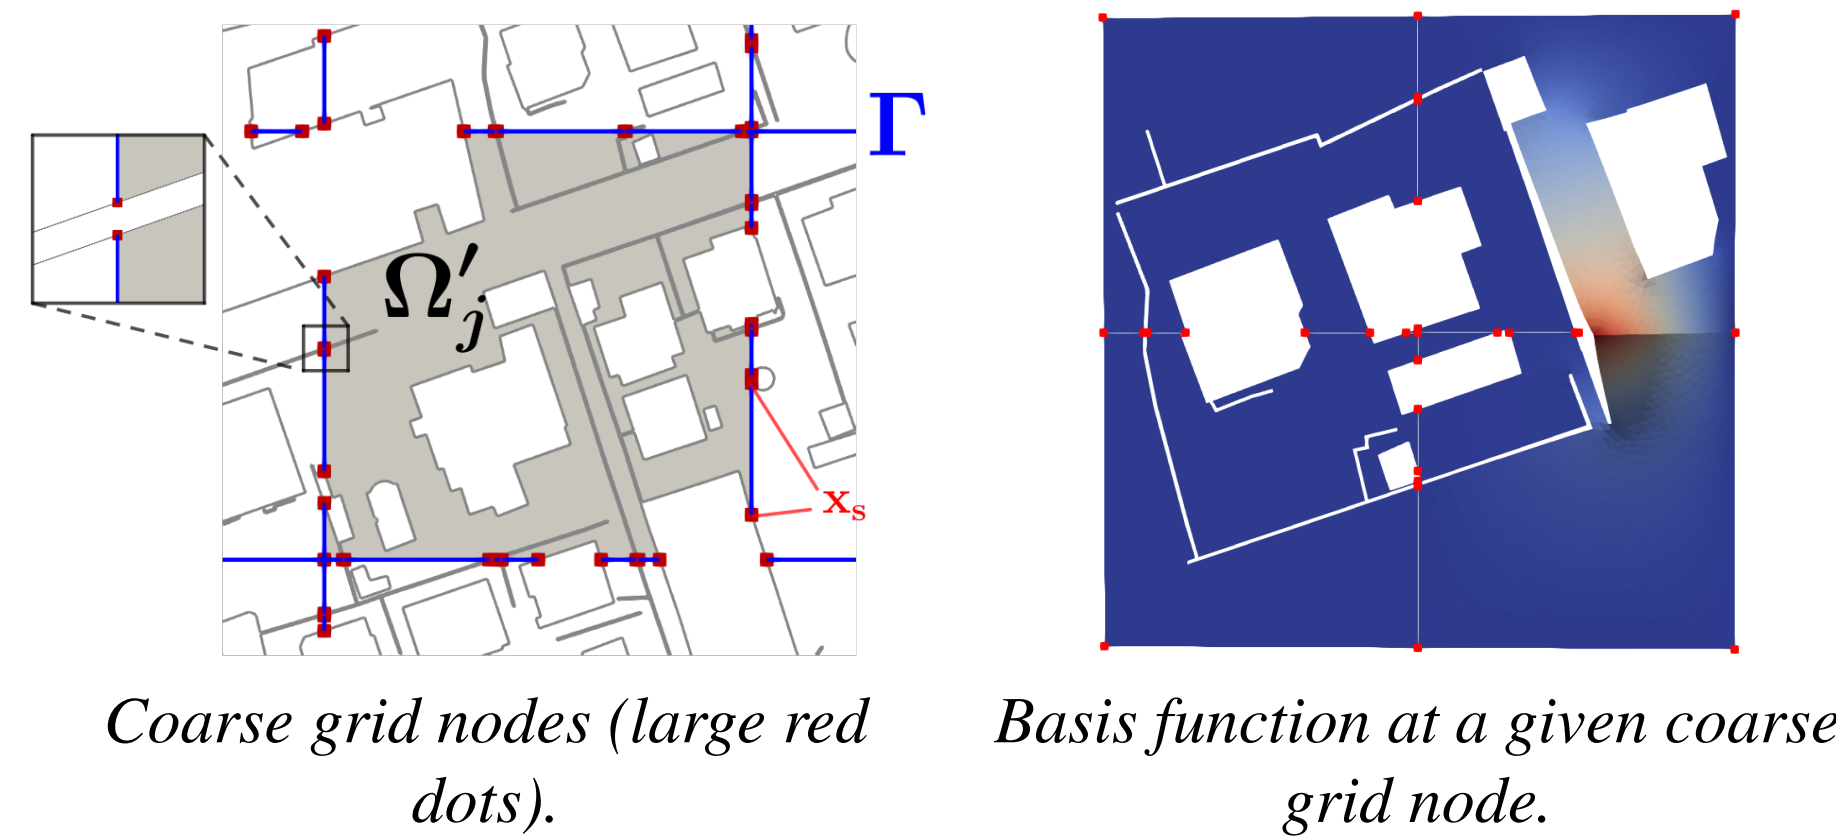 Γ
Ω′j
xs
Coarse grid nodes (large red
dots).
Basis function at a given coarse
grid node.